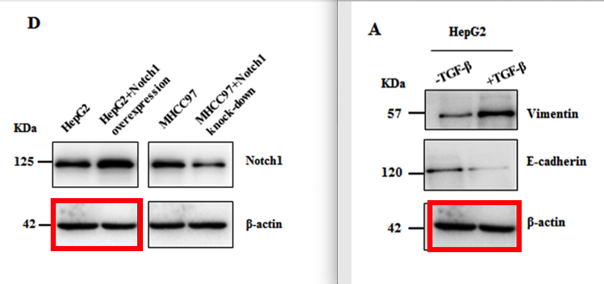 D
KDa
HepG2
HepG2+Notch1
overexpression
MHCC97
MHCC97+Notch1
knock-down
125
Notch1
42
β-actin
A
HepG2
KDa
-TGF-β
+TGF-β
57
Vimentin
120
E-cadherin
42
β-actin